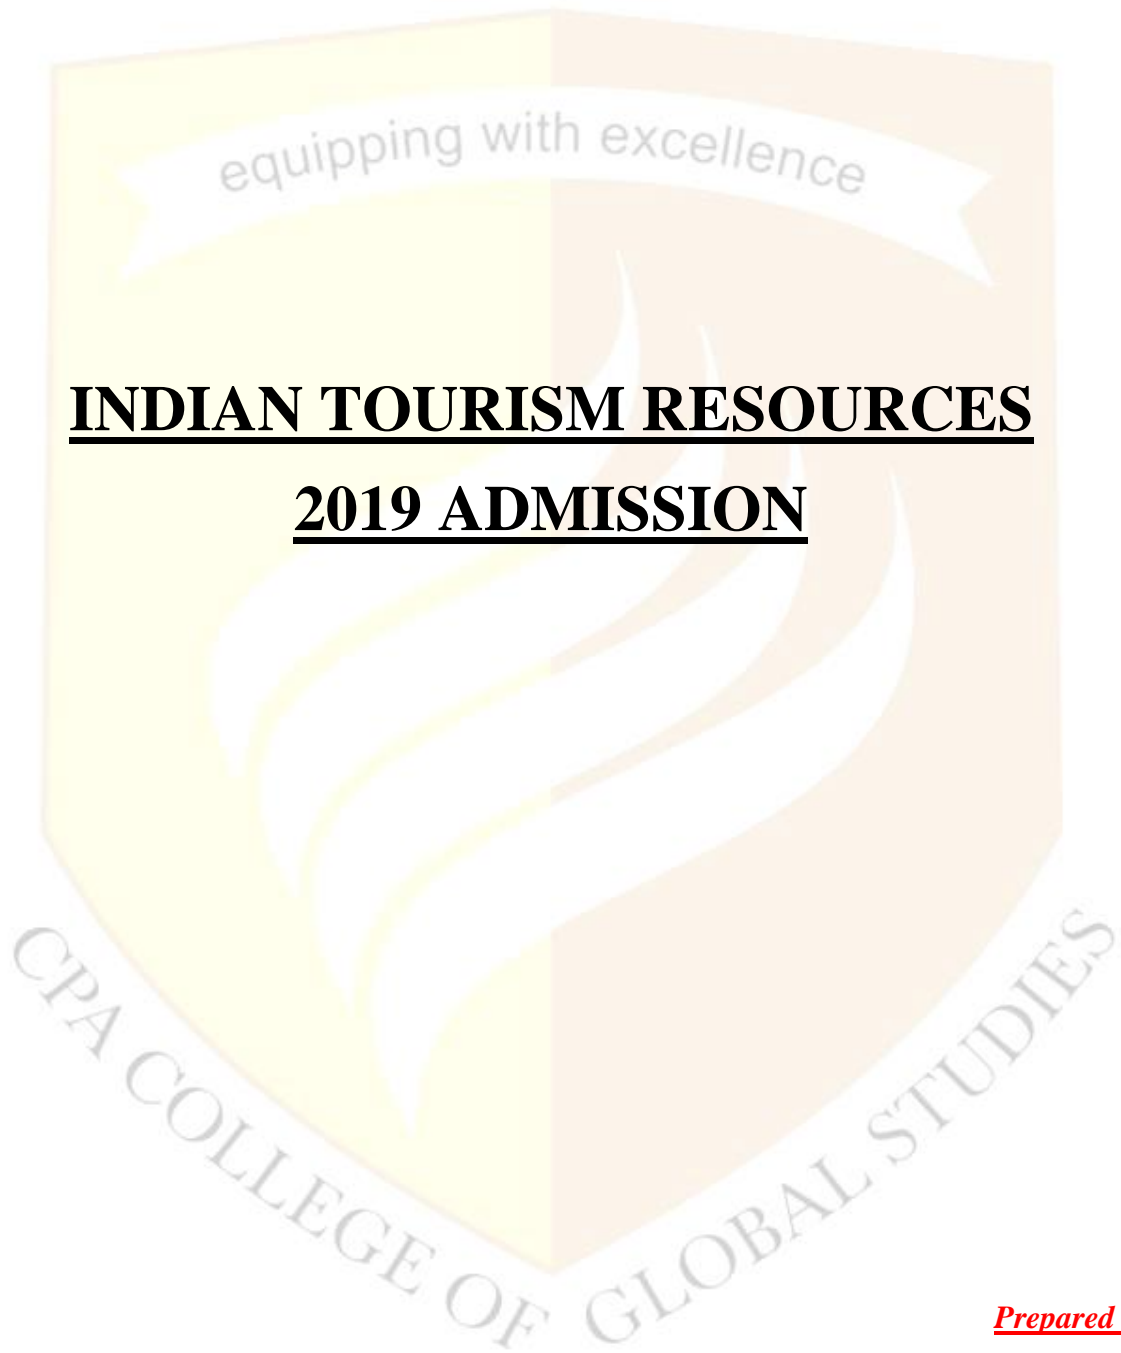 equipping with excellence
INDIAN TOURISM RESOURCES
2019 ADMISSION
CPA COLLEGE OF GLOBAL STUDIES
Prepared